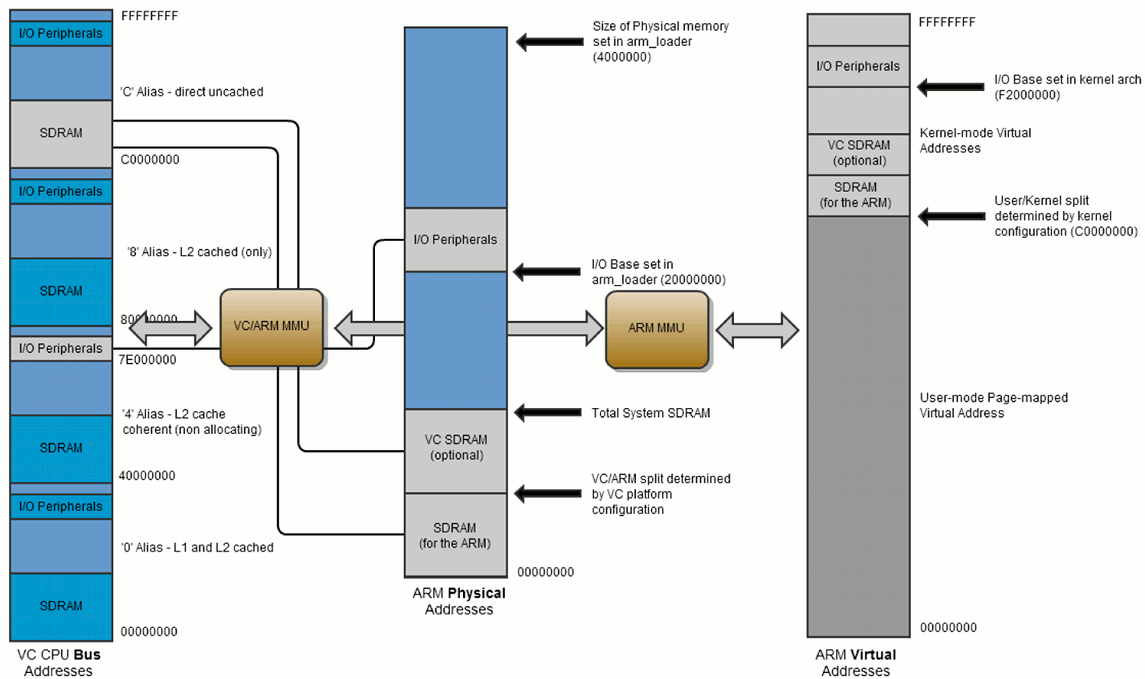 FFFFFFFF
I/O Peripherals
'C' Alias - direct uncached
SDRAM
C0000000
I/O Peripherals
'8' Alias - L2 cached (only)
SDRAM
80000000
I/O Peripherals
7E000000
'4' Alias - L2 cache
coherent (non allocating)
SDRAM
40000000
I/O Peripherals
'0' Alias - L1 and L2 cached
SDRAM
00000000
VC CPU Bus
Addresses
VC/ARM MMU
Size of Physical memory
set in arm_loader
(4000000)
I/O Peripherals
I/O Base set in
arm_loader (20000000)
Total System SDRAM
VC SDRAM
(optional)
VC/ARM split determined
by VC platform
configuration
SDRAM
(for the ARM)
00000000
ARM Physical
Addresses
ARM MMU
FFFFFFFF
I/O Peripherals
I/O Base set in kernel arch
(F2000000)
Kernel-mode Virtual
Addresses
VC SDRAM
(optional)
SDRAM
(for the ARM)
User/Kernel split
determined by kernel
configuration (C0000000)
User-mode Page-mapped
Virtual Address
00000000
ARM Virtual
Addresses